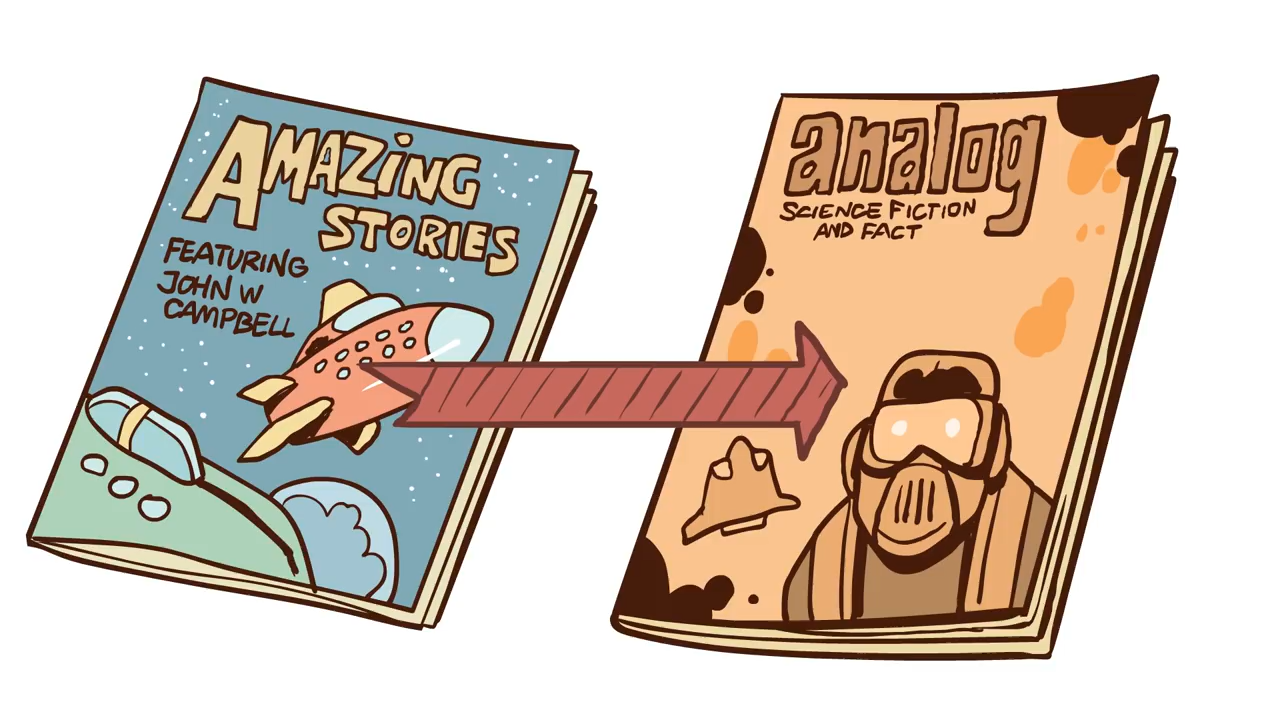 AMAZING
STORIES
FEATURING
JOHN W
CAMPBELL
analog
SCIENCE FICTION
AND FACT